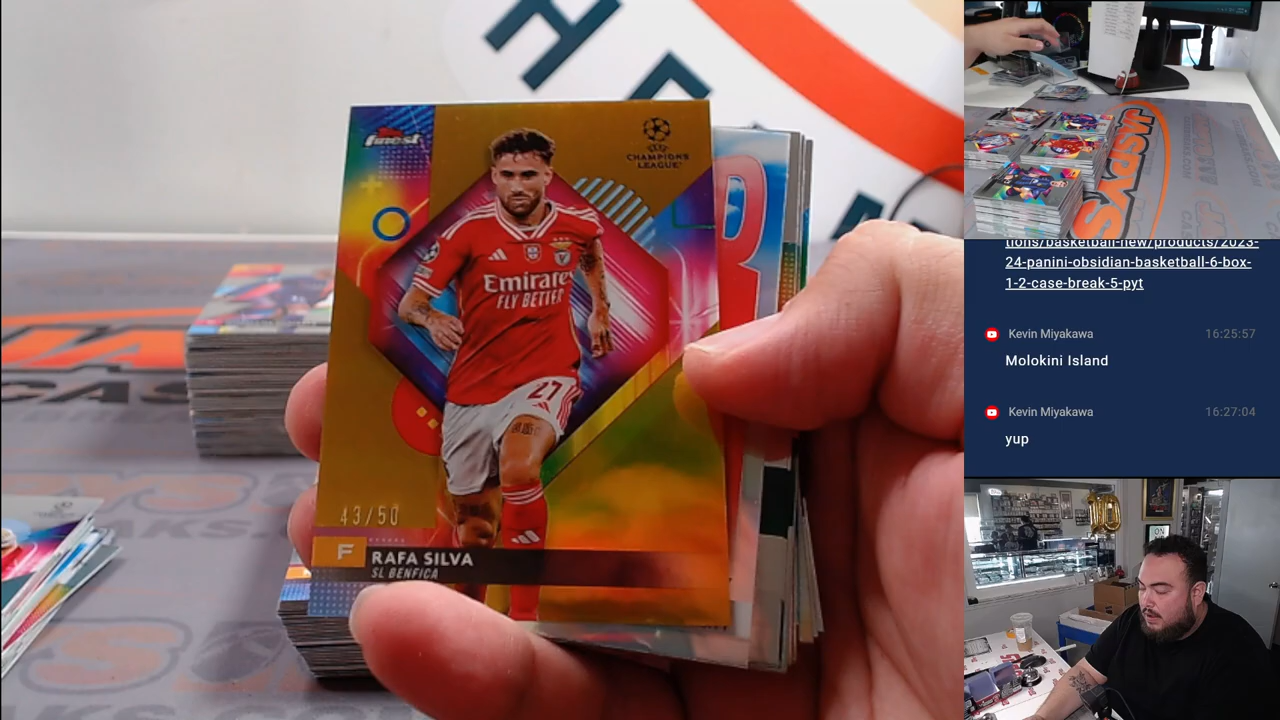 finest
CHAMPIONS
LEAGUE
Emirates
FLY BETTER
27
43/50
F RAFA SILVA
SL BENFICA
tions/basketball-new/products/2023-
24-panini-obsidian-basketball-6-box-
1-2-case-break-5-pyt
Kevin Miyakawa 16:25:57
Molokini Island
Kevin Miyakawa 16:27:04
yup
JASPYS
10